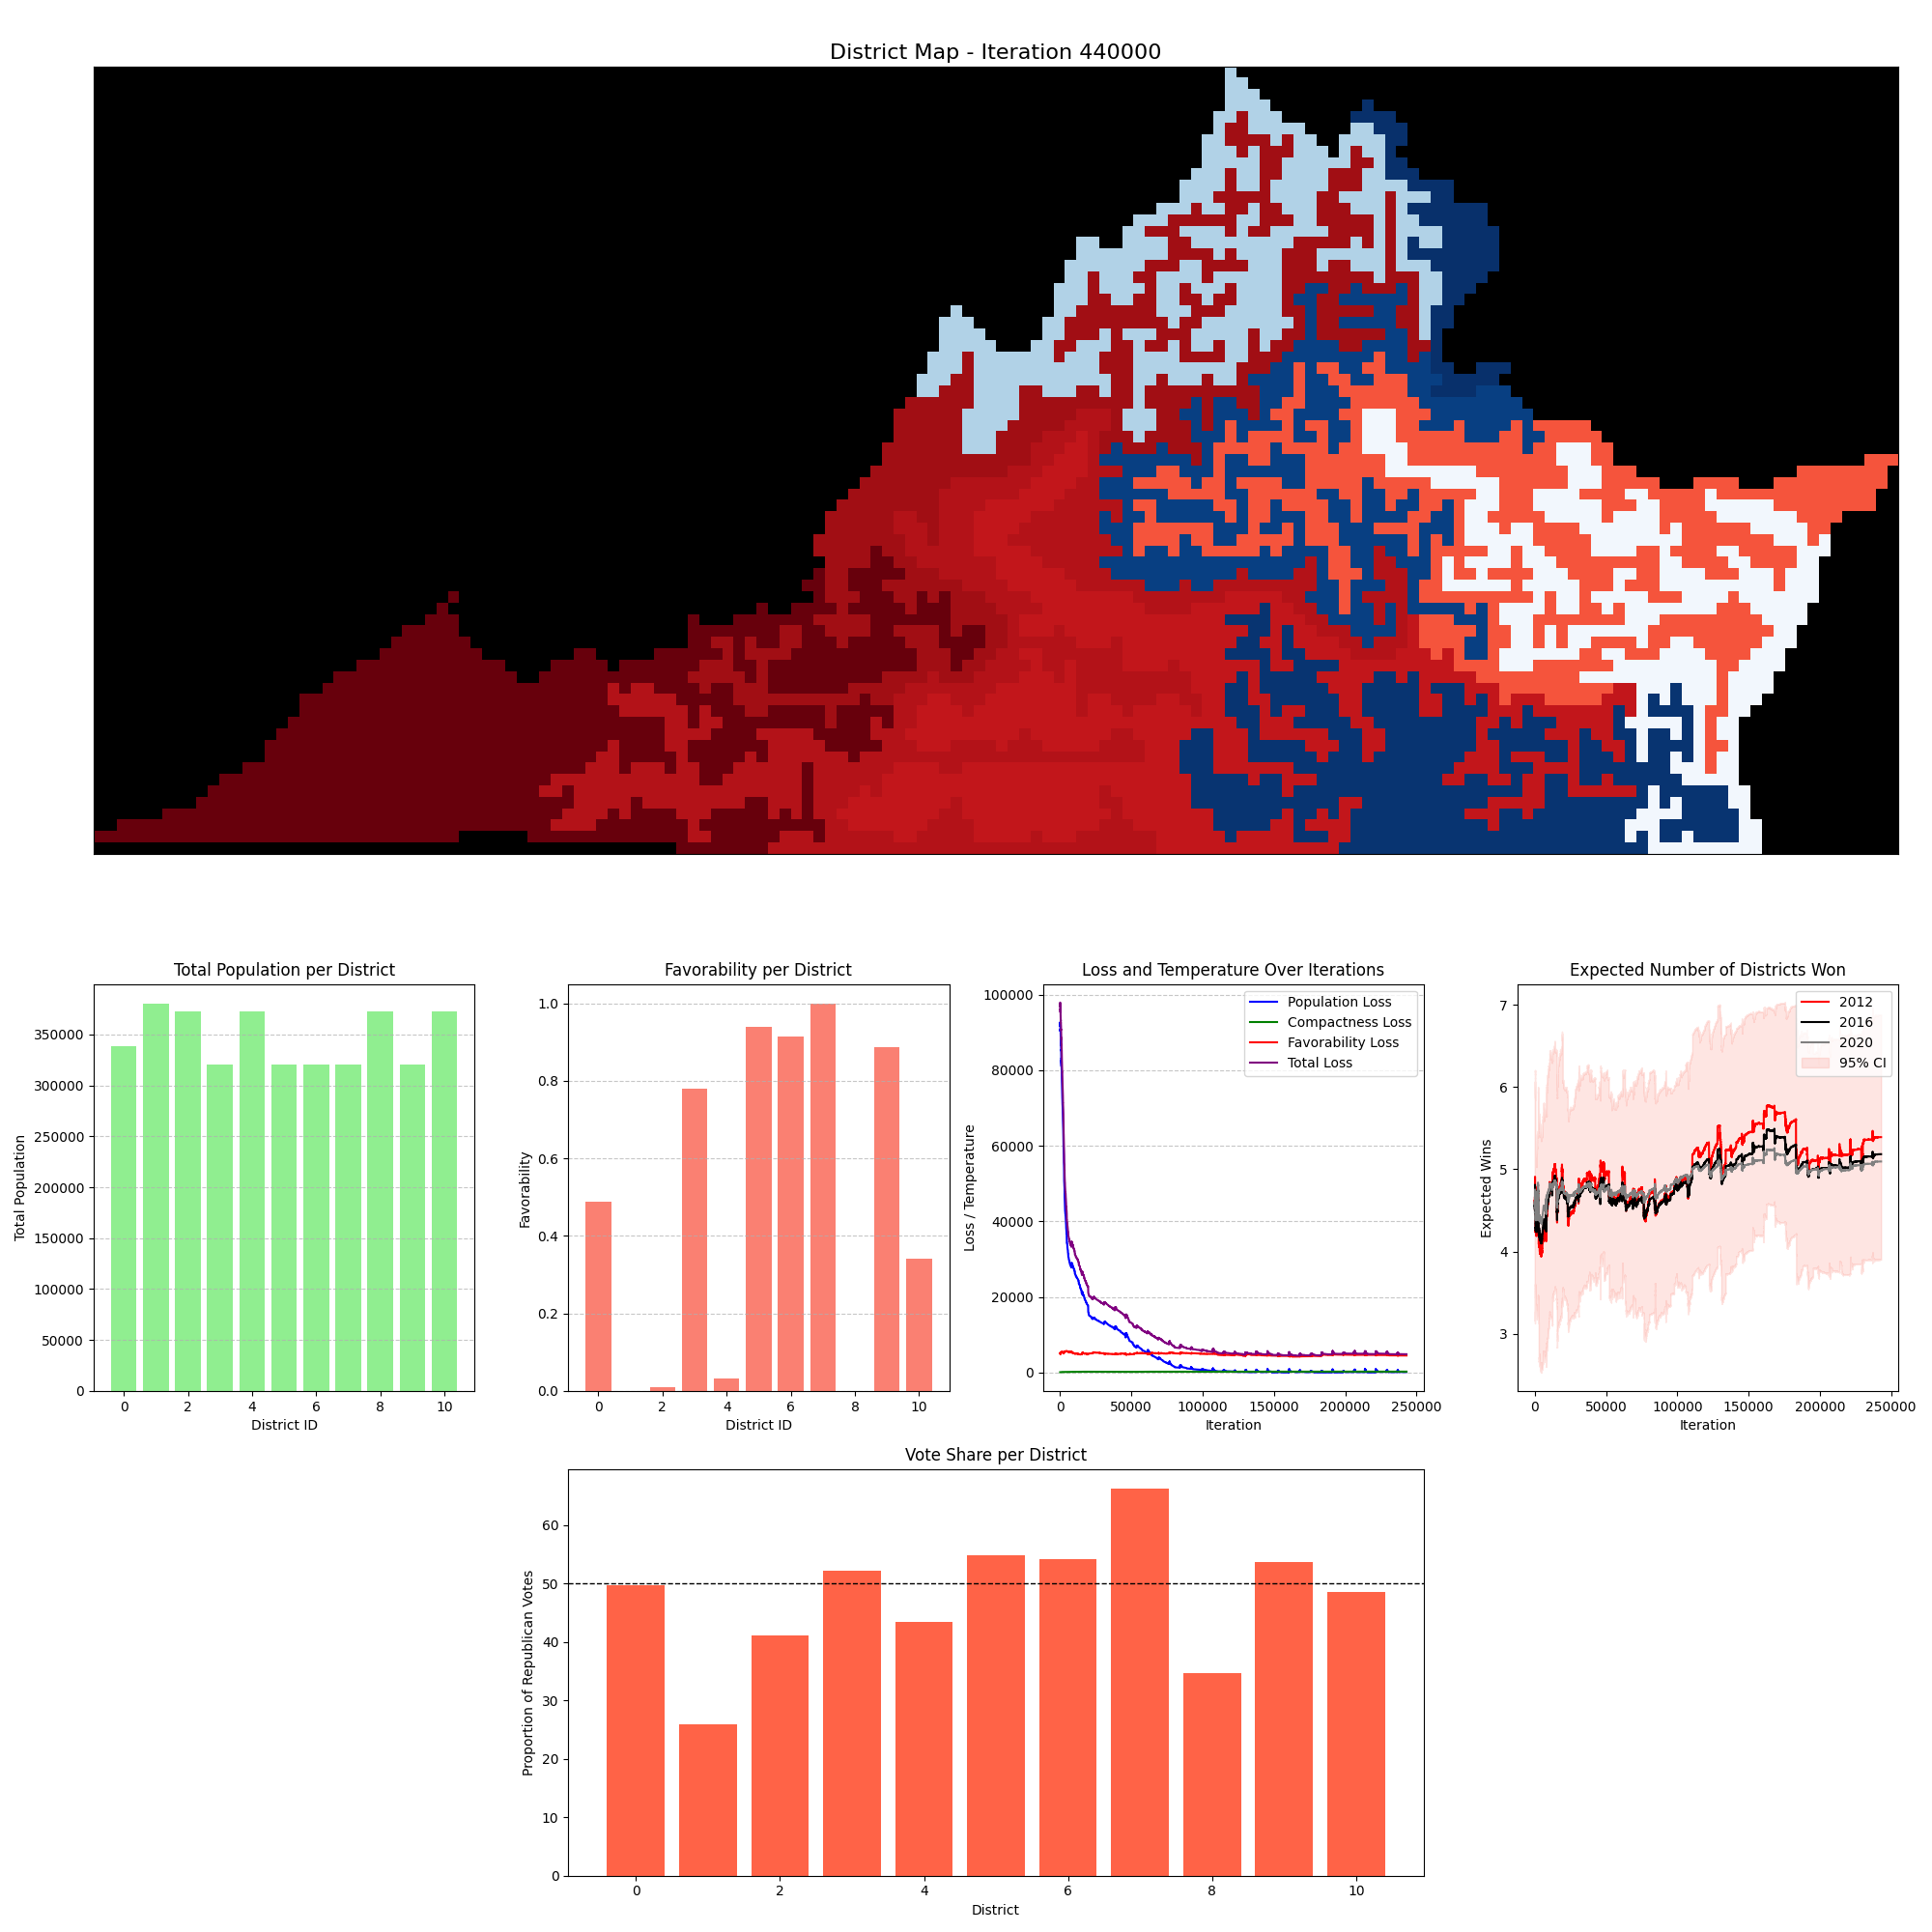 District Map - Iteration 440000
Total Population per District
Total Population
350000
300000
250000
200000
150000
100000
50000
0
0 2 4 6 8 10
District ID
Favorability per District
Favorability
1.0
0.8
0.6
0.4
0.2
0.0
0 2 4 6 8 10
District ID
Loss and Temperature Over Iterations
Loss / Temperature
100000
80000
60000
40000
20000
0
Population Loss
Compactness Loss
Favorability Loss
Total Loss
0 50000 100000 150000 200000 250000
Iteration
Expected Number of Districts Won
Expected Wins
7
6
5
4
3
2012
2016
2020
95% CI
0 50000 100000 150000 200000 250000
Iteration
Vote Share per District
Proportion of Republican Votes
60
50
40
30
20
10
0
0 2 4 6 8 10
District